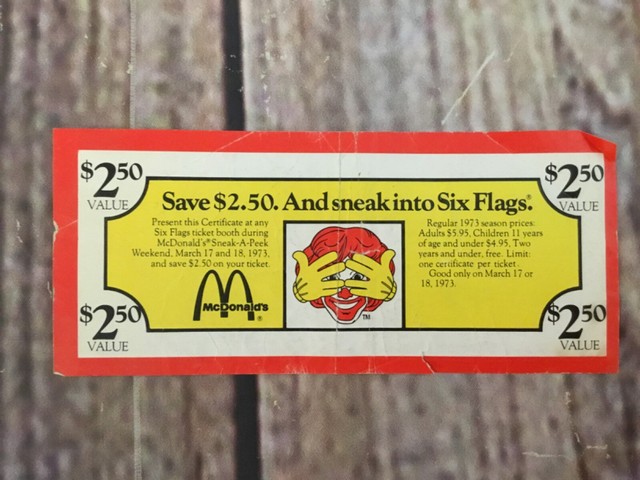 $2.50
VALUE
$2.50
VALUE
Save $2.50. And sneak into Six Flags.®
Present this Certificate at any
Six Flags ticket booth during
McDonald's® Sneak-A-Peek
Weekend, March 17 and 18, 1973,
and save $2.50 on your ticket.
McDonald's
®
TM
Regular 1973 season prices:
Adults $5.95, Children 11 years
of age and under $4.95, Two
years and under, free. Limit:
one certificate per ticket.
Good only on March 17 or
18, 1973.
$2.50
VALUE
$2.50
VALUE